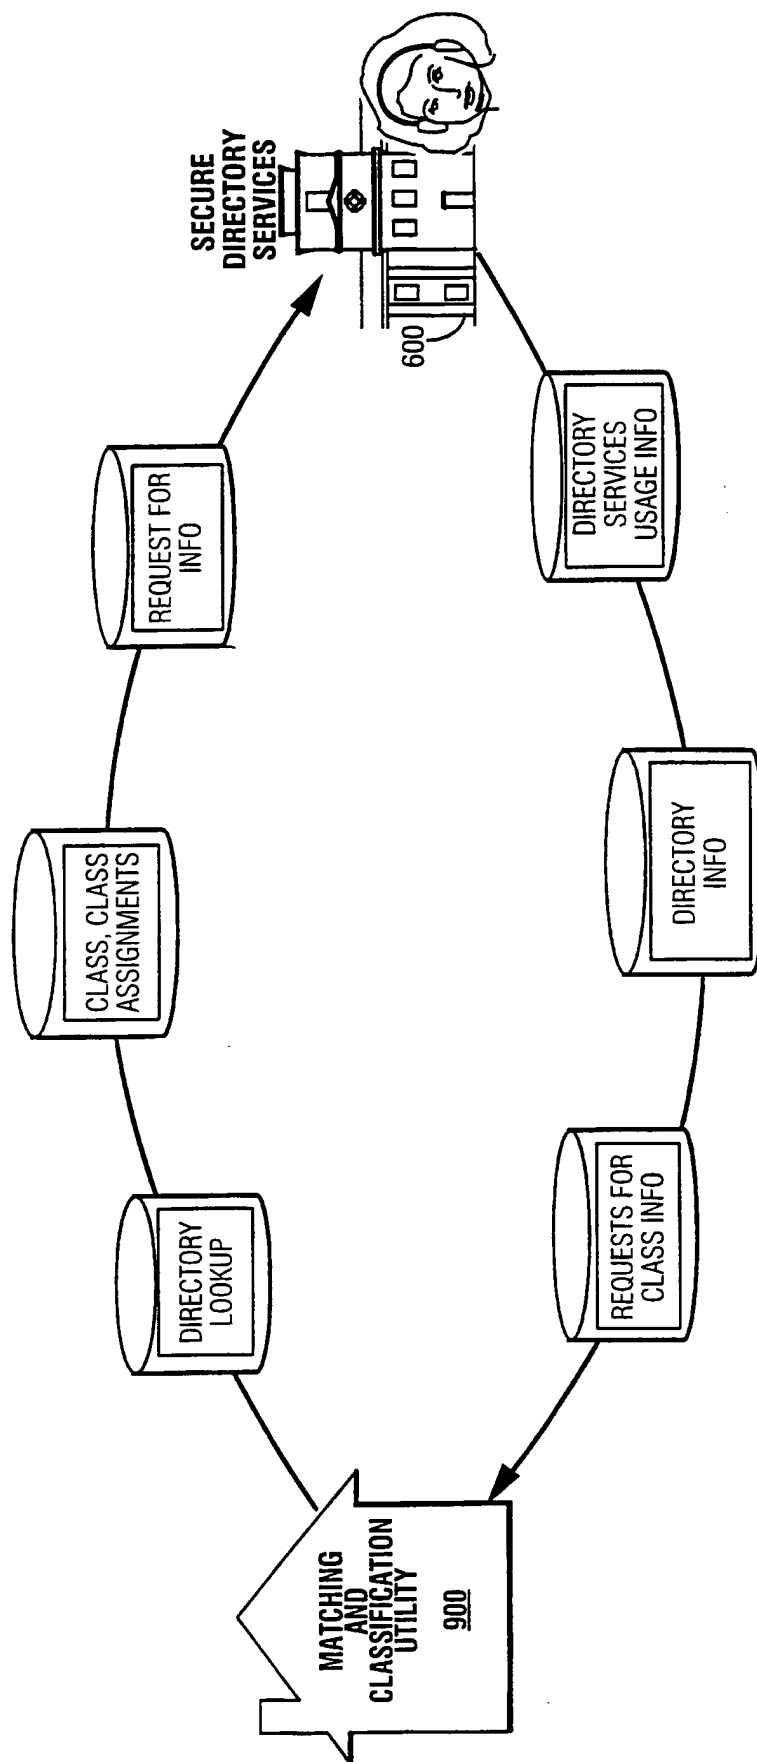 SECURE
DIRECTORY
SERVICES
600
REQUEST FOR
INFO
CLASS, CLASS
ASSIGNMENTS
DIRECTORY
LOOKUP
MATCHING
AND
CLASSIFICATION
UTILITY
900
REQUESTS FOR
CLASS INFO
DIRECTORY
INFO
DIRECTORY
SERVICES
USAGE INFO